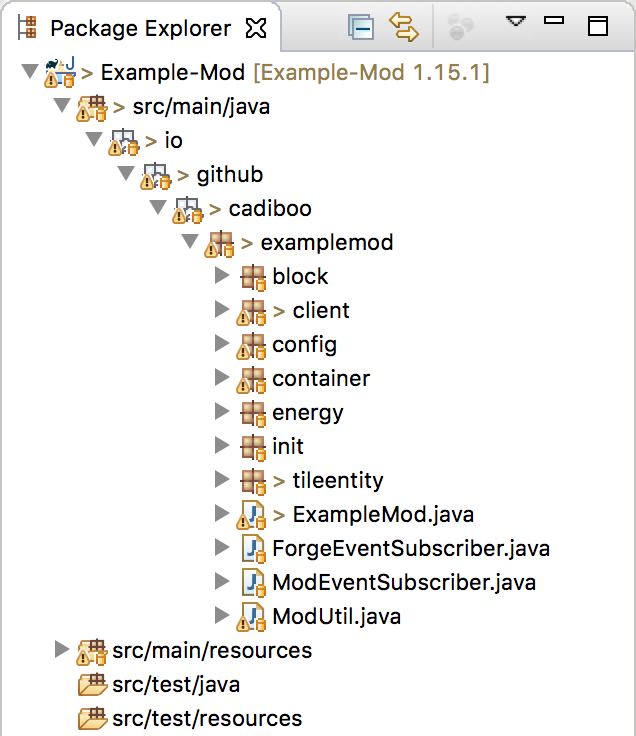 Package Explorer
> Example-Mod [Example-Mod 1.15.1]
> src/main/java
> io
> github
> cadiboo
> examplemod
block
> client
config
container
energy
init
> tileentity
> ExampleMod.java
ForgeEventSubscriber.java
ModEventSubscriber.java
ModUtil.java
src/main/resources
src/test/java
src/test/resources